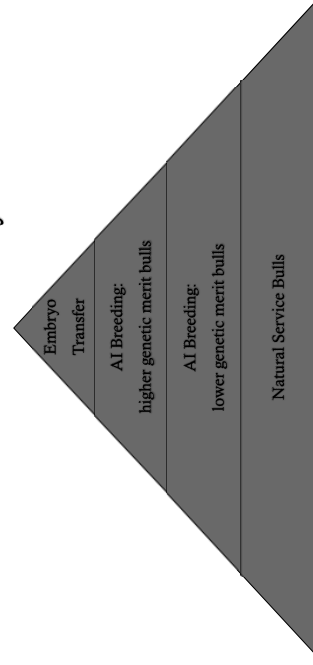 Embryo
Transfer
AI Breeding:
higher genetic merit bulls
AI Breeding:
lower genetic merit bulls
Natural Service Bulls